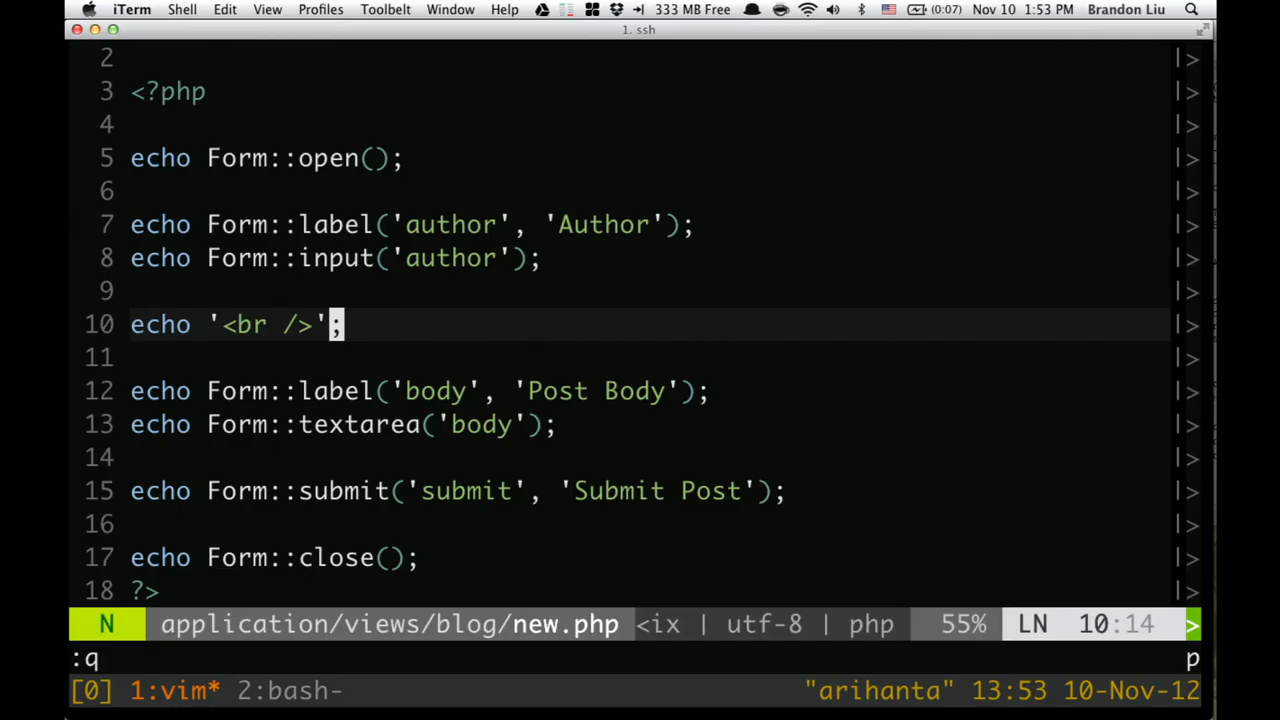 iTerm Shell Edit View Profiles Toolbelt Window Help 333 MB Free (0:07) Nov 10 1:53 PM Brandon Liu
1. ssh
2 |>
3 <?php |>
4 |>
5 echo Form::open(); |>
6 |>
7 echo Form::label('author', 'Author'); |>
8 echo Form::input('author'); |>
9 |>
10 echo '<br />'; |>
11 |>
12 echo Form::label('body', 'Post Body'); |>
13 echo Form::textarea('body'); |>
14 |>
15 echo Form::submit('submit', 'Submit Post'); |>
16 |>
17 echo Form::close(); |>
18 ?> |>
N application/views/blog/new.php <ix | utf-8 | php 55% LN 10:14 >
:q p
[0] 1:vim* 2:bash- "arihanta" 13:53 10-Nov-12